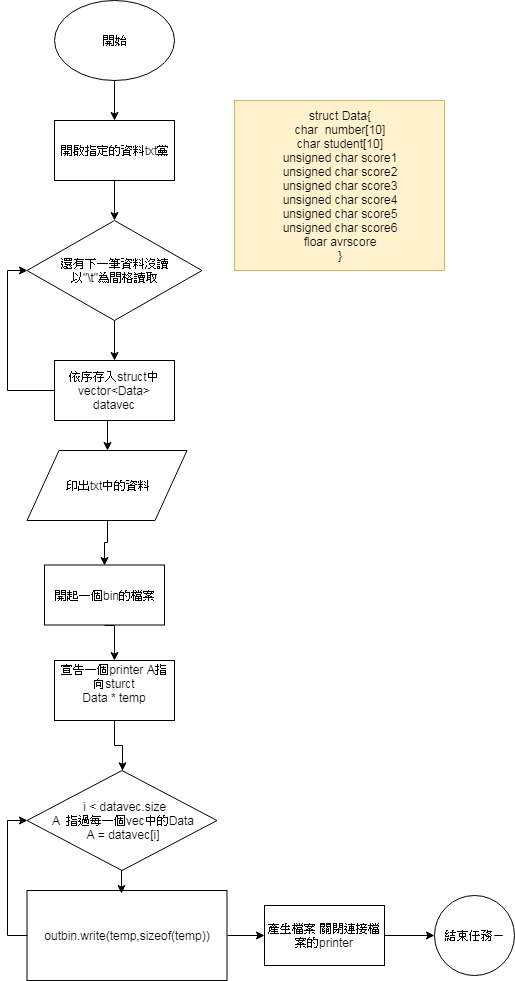 開始
開啟指定的資料txt黨
struct Data{
char  number[10]
char student[10]
unsigned char score1
unsigned char score2
unsigned char score3
unsigned char score4
unsigned char score5
unsigned char score6
floar avrscore
}
還有下一筆資料沒讀
以"\t"為間格讀取
依序存入struct中
vector<Data>
datavec
印出txt中的資料
開起一個bin的檔案
宣告一個printer A指
向sturct
Data * temp
i < datavec.size
A  指過每一個vec中的Data
A = datavec[i]
outbin.write(temp,sizeof(temp))
產生檔案 關閉連接檔
案的printer
結束任務一